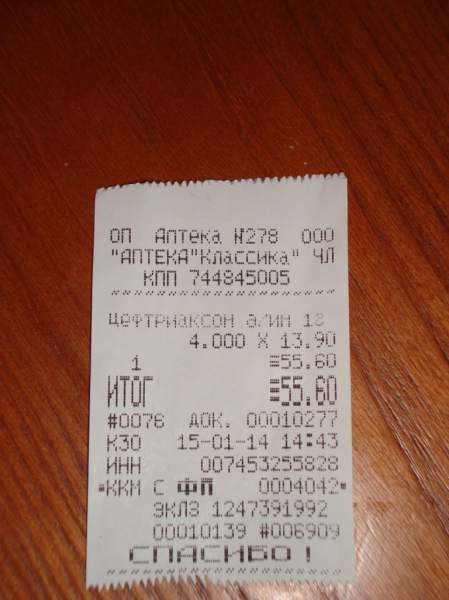 ОП Аптека №278 ООО
"АПТЕКА"Классика" ЧЛ
КПП 744845005
Цефтриаксон д/ин 1г
4.000 X 13.90
1 =55.60
ИТОГ =55.60
#0076 ДОК. 00010277
К30 15-01-14 14:43
ИНН 007453255828
*ККМ С ФП 0004042*
ЭКЛЗ 1247391992
00010139 #006909
СПАСИБО!